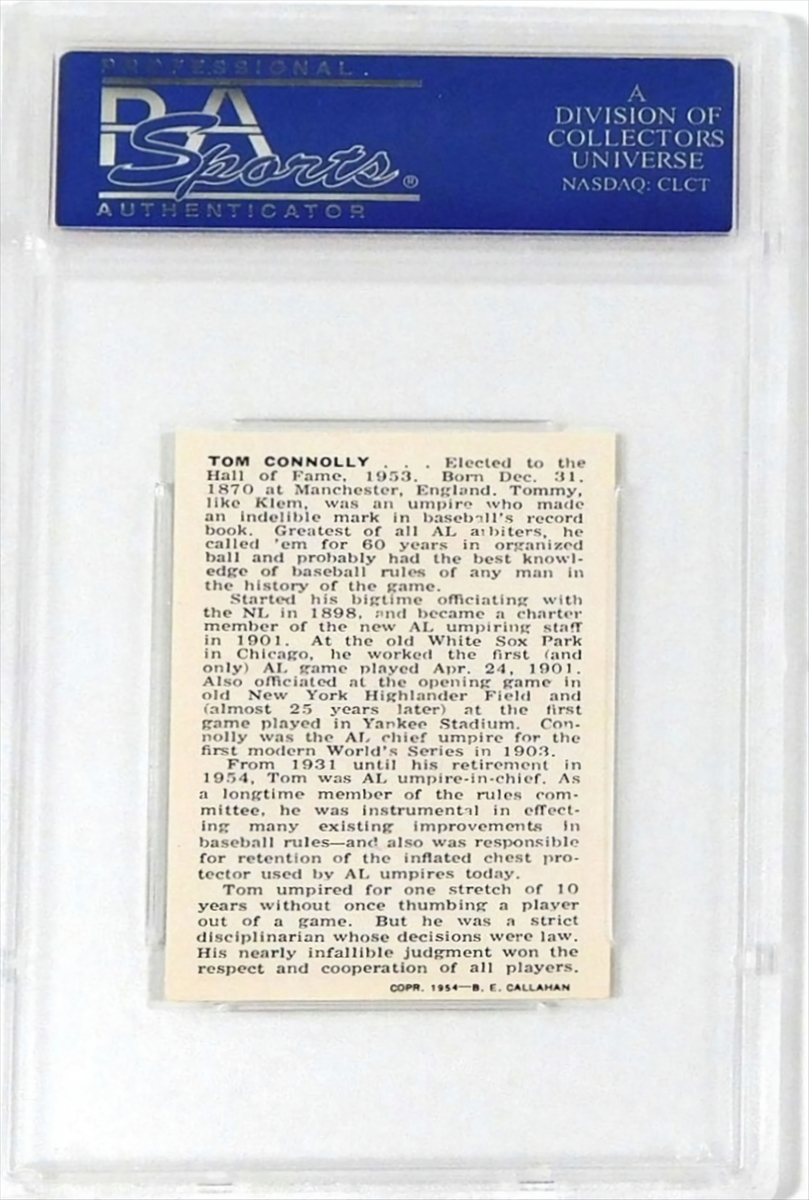 PROFESSIONAL
PSA
Sports®
AUTHENTICATOR
A
DIVISION OF
COLLECTORS
UNIVERSE
NASDAQ: CLCT
TOM CONNOLLY . . . Elected to the
Hall of Fame, 1953. Born Dec. 31,
1870 at Manchester, England. Tommy,
like Klem, was an umpire who made
an indelible mark in baseball's record
book. Greatest of all AL arbiters, he
called 'em for 60 years in organized
ball and probably had the best knowl-
edge of baseball rules of any man in
the history of the game.
Started his bigtime officiating with
the NL in 1898, and became a charter
member of the new AL umpiring staff
in 1901. At the old White Sox Park
in Chicago, he worked the first (and
only) AL game played Apr. 24, 1901.
Also officiated at the opening game in
old New York Highlander Field and
(almost 25 years later) at the first
game played in Yankee Stadium. Con-
nolly was the AL chief umpire for the
first modern World's Series in 1903.
From 1931 until his retirement in
1954, Tom was AL umpire-in-chief. As
a longtime member of the rules com-
mittee, he was instrumental in effect-
ing many existing improvements in
baseball rules—and also was responsible
for retention of the inflated chest pro-
tector used by AL umpires today.
Tom umpired for one stretch of 10
years without once thumbing a player
out of a game. But he was a strict
disciplinarian whose decisions were law.
His nearly infallible judgment won the
respect and cooperation of all players.
COPR. 1954—B. E. CALLAHAN